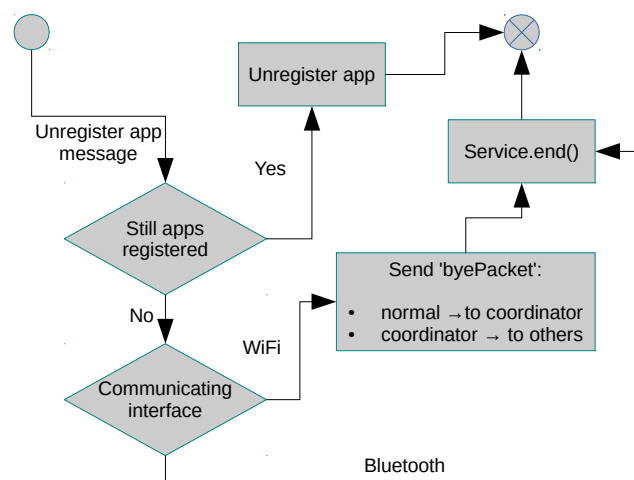 Unregister app
Unregister app
message
Service.end()
Yes
Still apps
registered
Send 'byePacket':
• normal →to coordinator
• coordinator → to others
No
WiFi
Communicating
interface
Bluetooth